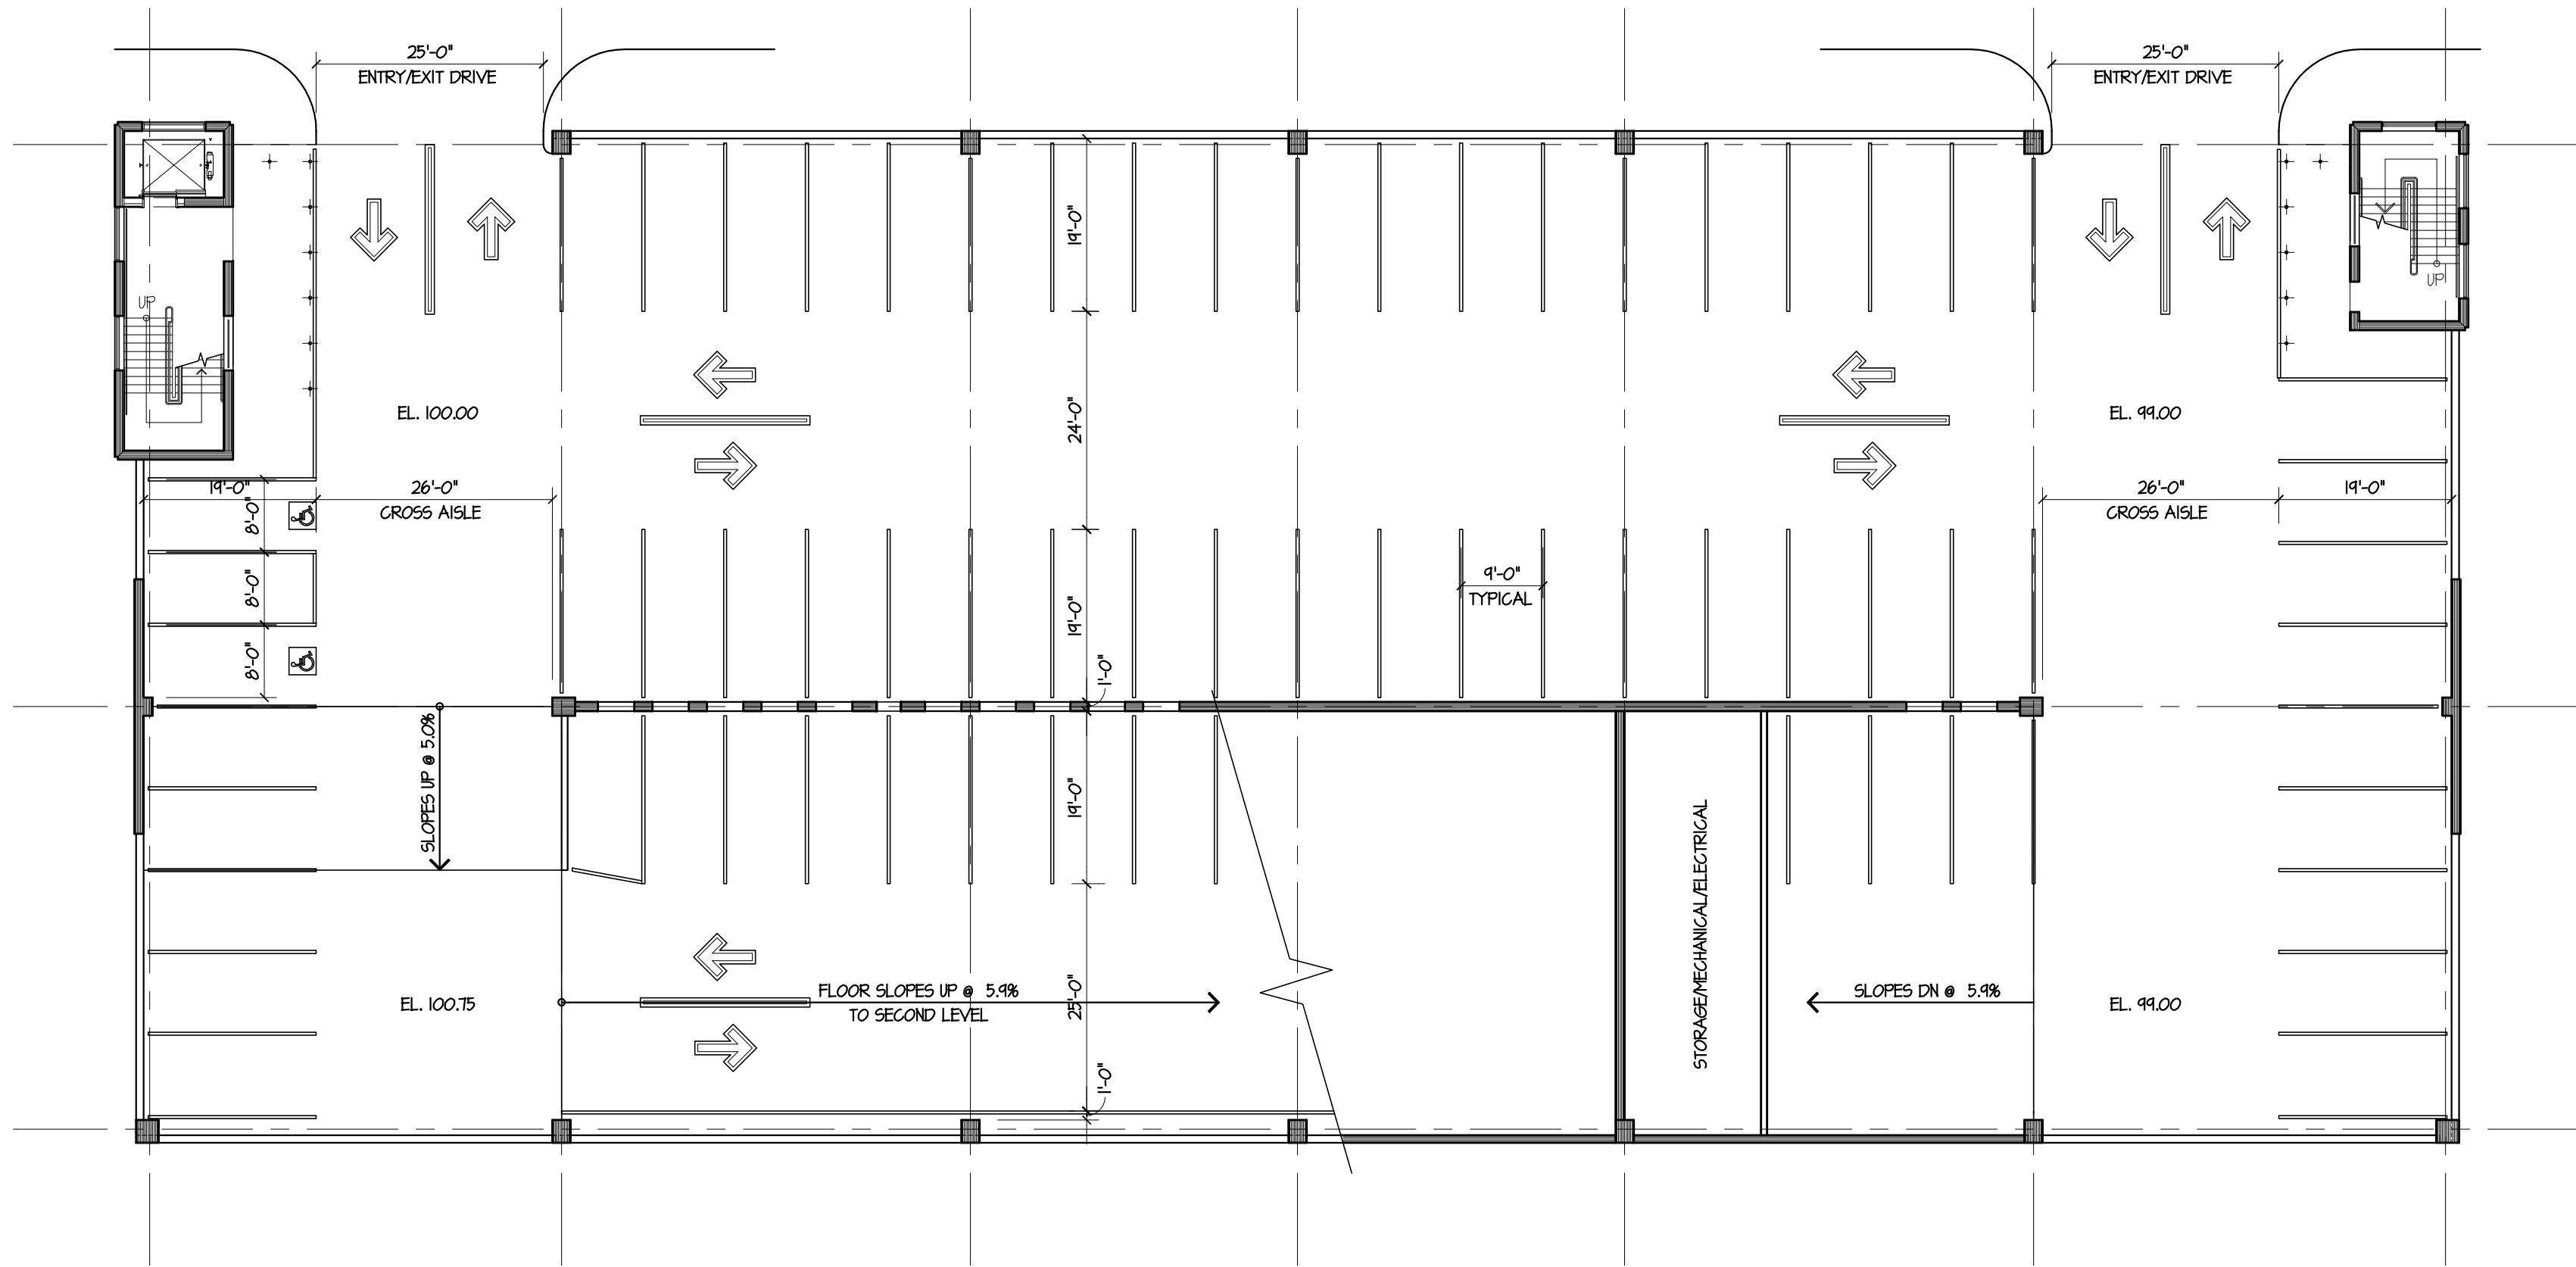 25'-0"
ENTRY/EXIT DRIVE
25'-0"
ENTRY/EXIT DRIVE
19'-0"
UP
UP
EL. 100.00
24'-0"
EL. 99.00
19'-0"
26'-0"
CROSS AISLE
8'-0"
26'-0"
CROSS AISLE
19'-0"
8'-0"
19'-0"
9'-0"
TYPICAL
8'-0"
1'-0"
SLOPES UP @ 5.0%
19'-0"
STORAGE/MECHANICAL/ELECTRICAL
EL. 100.75
FLOOR SLOPES UP @ 5.9%
TO SECOND LEVEL
25'-0"
SLOPES DN @ 5.9%
EL. 99.00
1'-0"